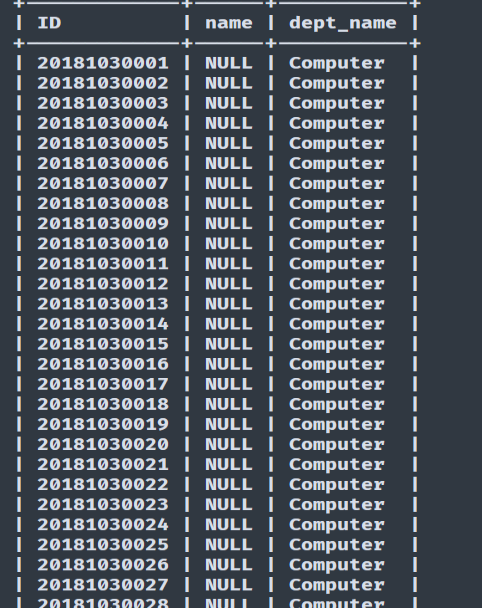 +-------------+------+-----------+
| ID          | name | dept_name |
+-------------+------+-----------+
| 20181030001 | NULL | Computer  |
| 20181030002 | NULL | Computer  |
| 20181030003 | NULL | Computer  |
| 20181030004 | NULL | Computer  |
| 20181030005 | NULL | Computer  |
| 20181030006 | NULL | Computer  |
| 20181030007 | NULL | Computer  |
| 20181030008 | NULL | Computer  |
| 20181030009 | NULL | Computer  |
| 20181030010 | NULL | Computer  |
| 20181030011 | NULL | Computer  |
| 20181030012 | NULL | Computer  |
| 20181030013 | NULL | Computer  |
| 20181030014 | NULL | Computer  |
| 20181030015 | NULL | Computer  |
| 20181030016 | NULL | Computer  |
| 20181030017 | NULL | Computer  |
| 20181030018 | NULL | Computer  |
| 20181030019 | NULL | Computer  |
| 20181030020 | NULL | Computer  |
| 20181030021 | NULL | Computer  |
| 20181030022 | NULL | Computer  |
| 20181030023 | NULL | Computer  |
| 20181030024 | NULL | Computer  |
| 20181030025 | NULL | Computer  |
| 20181030026 | NULL | Computer  |
| 20181030027 | NULL | Computer  |
| 20181030028 | NULL | Computer  |